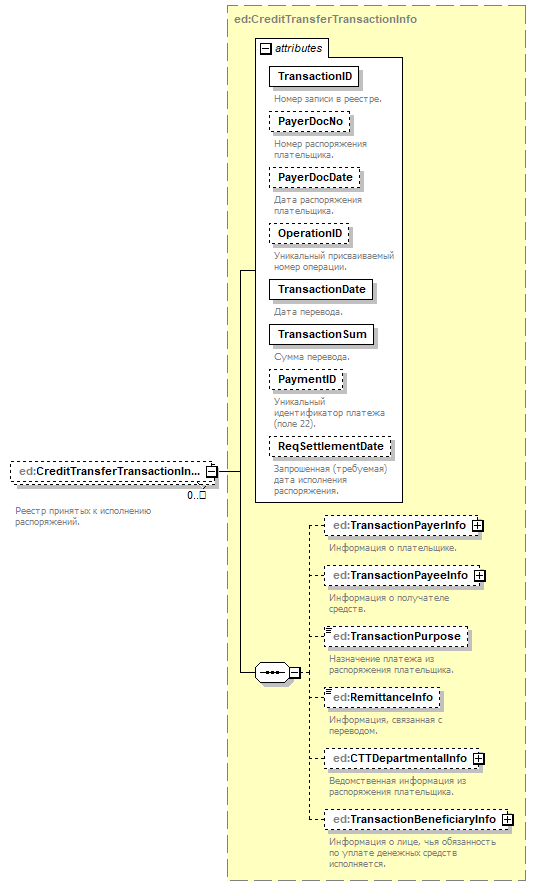 ed:CreditTransferTransactionInfo
attributes
TransactionID
Номер записи в реестре.
PayerDocNo
Номер распоряжения
плательщика.
PayerDocDate
Дата распоряжения
плательщика.
OperationID
Уникальный присваиваемый
номер операции.
TransactionDate
Дата перевода.
TransactionSum
Сумма перевода.
PaymentID
Уникальный
идентификатор платежа
(поле 22).
ReqSettlementDate
Запрошенная (требуемая)
дата исполнения
распоряжения.
ed:CreditTransferTransactionIn...
0..□
Реестр принятых к исполнению
распоряжений.
ed:TransactionPayerInfo
Информация о плательщике.
ed:TransactionPayeeInfo
Информация о получателе
средств.
ed:TransactionPurpose
Назначение платежа из
распоряжения плательщика.
ed:RemittanceInfo
Информация, связанная с
переводом.
ed:CTTDepartmentalInfo
Ведомственная информация из
распоряжения плательщика.
ed:TransactionBeneficiaryInfo
Информация о лице, чья обязанность
по уплате денежных средств
исполняется.